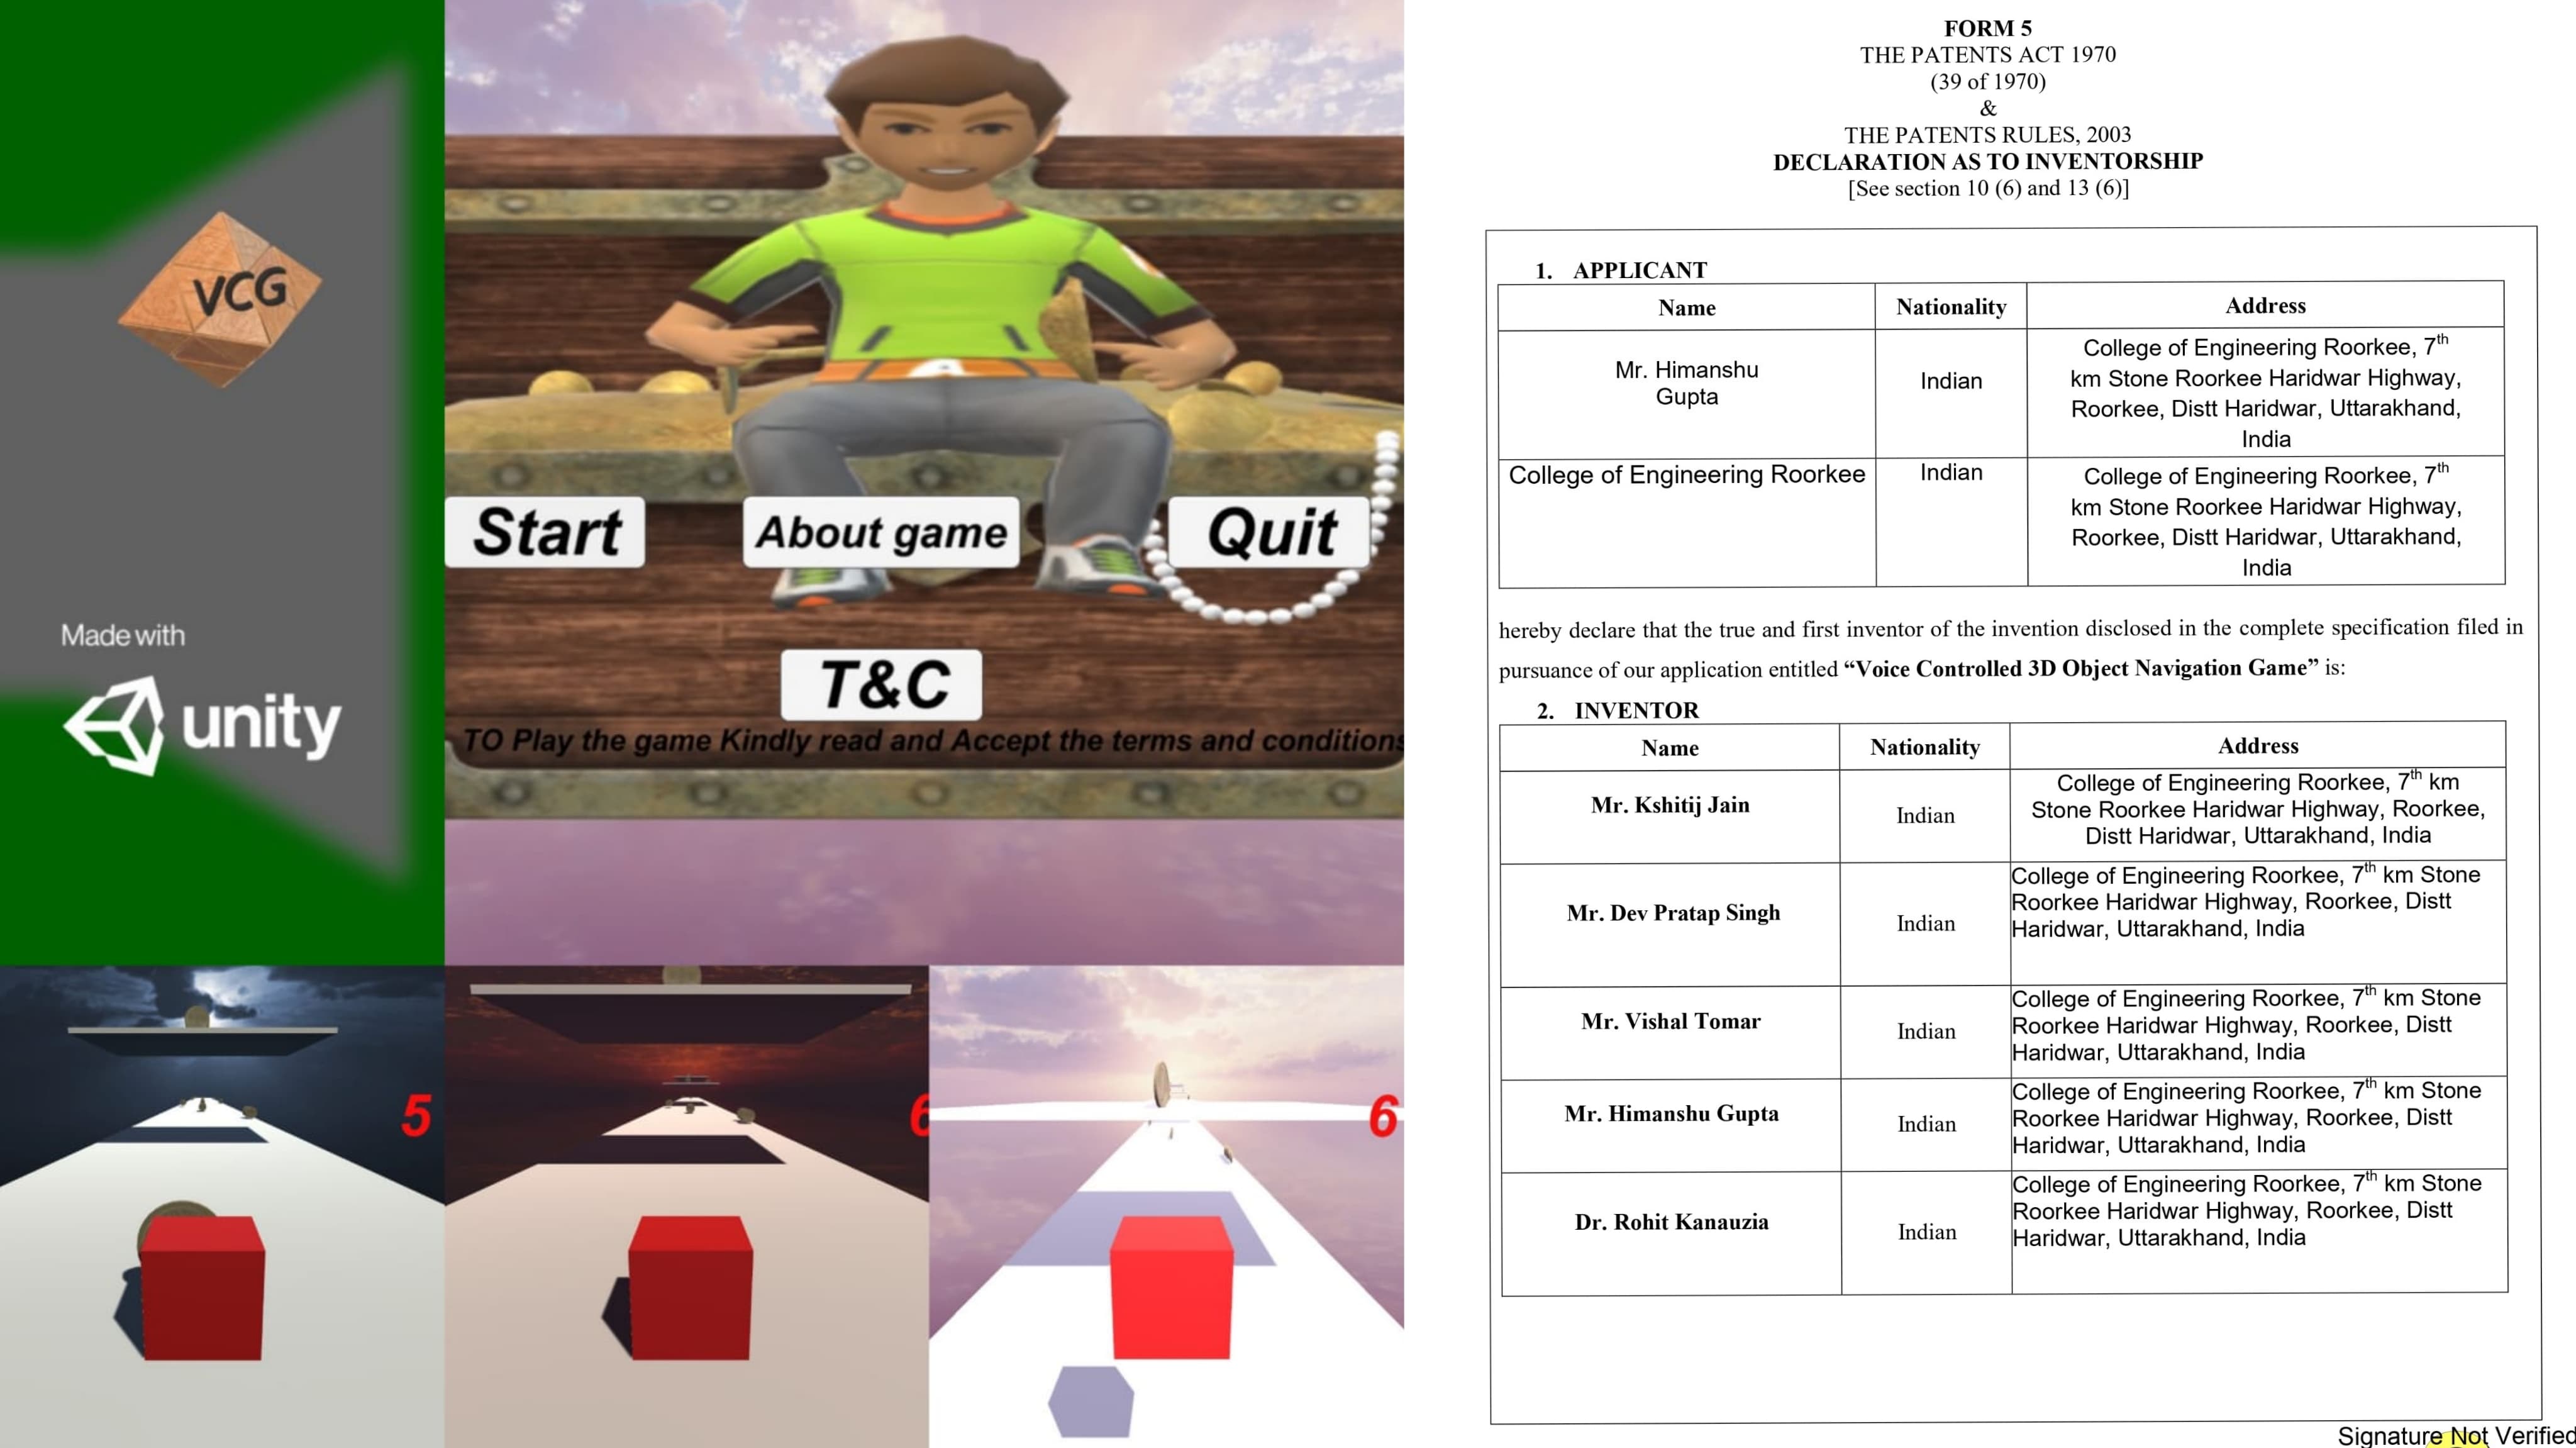 VCG
Made with
unity
Start
About game
Quit
T&C
TO Play the game Kindly read and Accept the terms and conditions
5
6
6
FORM 5
THE PATENTS ACT 1970
(39 of 1970)
&
THE PATENTS RULES, 2003
DECLARATION AS TO INVENTORSHIP
[See section 10 (6) and 13 (6)]
1. APPLICANT
Name Nationality Address
Mr. Himanshu
Gupta
Indian
College of Engineering Roorkee, 7th
km Stone Roorkee Haridwar Highway,
Roorkee, Distt Haridwar, Uttarakhand,
India
College of Engineering Roorkee
Indian
College of Engineering Roorkee, 7th
km Stone Roorkee Haridwar Highway,
Roorkee, Distt Haridwar, Uttarakhand,
India
hereby declare that the true and first inventor of the invention disclosed in the complete specification filed in
pursuance of our application entitled “Voice Controlled 3D Object Navigation Game” is:
2. INVENTOR
Name Nationality Address
Mr. Kshitij Jain
Indian
College of Engineering Roorkee, 7th km
Stone Roorkee Haridwar Highway, Roorkee,
Distt Haridwar, Uttarakhand, India
Mr. Dev Pratap Singh
Indian
College of Engineering Roorkee, 7th km Stone
Roorkee Haridwar Highway, Roorkee, Distt
Haridwar, Uttarakhand, India
Mr. Vishal Tomar
Indian
College of Engineering Roorkee, 7th km Stone
Roorkee Haridwar Highway, Roorkee, Distt
Haridwar, Uttarakhand, India
Mr. Himanshu Gupta
Indian
College of Engineering Roorkee, 7th km Stone
Roorkee Haridwar Highway, Roorkee, Distt
Haridwar, Uttarakhand, India
Dr. Rohit Kanauzia
Indian
College of Engineering Roorkee, 7th km Stone
Roorkee Haridwar Highway, Roorkee, Distt
Haridwar, Uttarakhand, India
Signature Not Verified